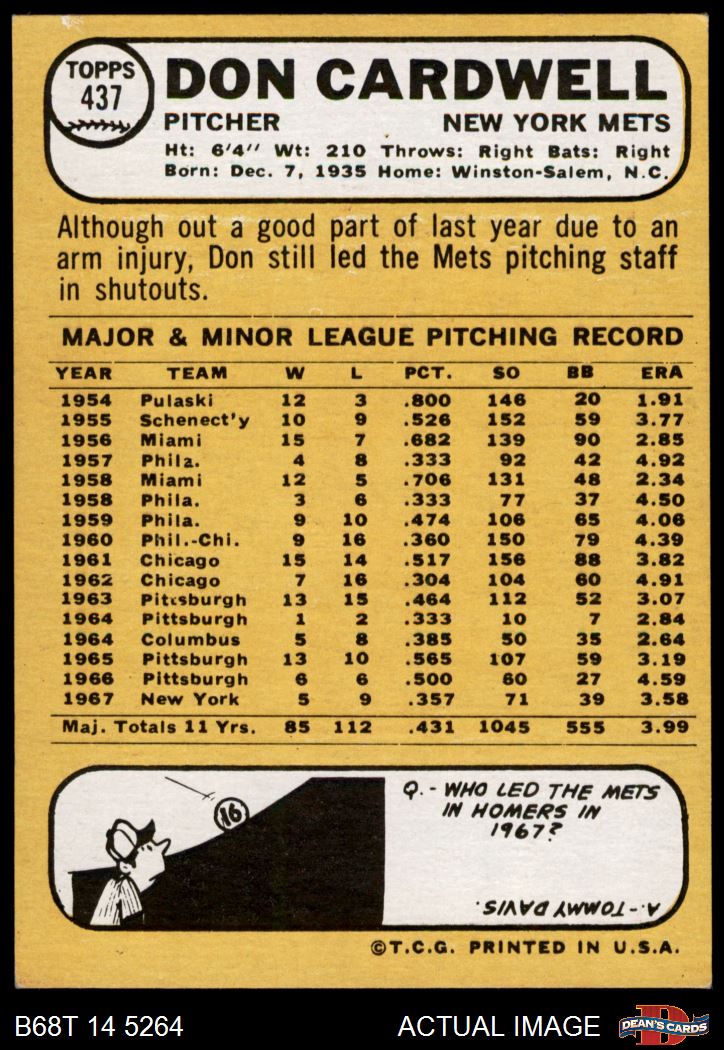 TOPPS
437
DON CARDWELL
PITCHER NEW YORK METS
Ht: 6'4" Wt: 210 Throws: Right Bats: Right
Born: Dec. 7, 1935 Home: Winston-Salem, N.C.
Although out a good part of last year due to an
arm injury, Don still led the Mets pitching staff
in shutouts.
MAJOR & MINOR LEAGUE PITCHING RECORD
YEAR TEAM W L PCT. SO BB ERA
1954 Pulaski 12 3 .800 146 20 1.91
1955 Schenect'y 10 9 .526 152 59 3.77
1956 Miami 15 7 .682 139 90 2.85
1957 Phila. 4 8 .333 92 42 4.92
1958 Miami 12 5 .706 131 48 2.34
1958 Phila. 3 6 .333 77 37 4.50
1959 Phila. 9 10 .474 106 65 4.06
1960 Phil.-Chi. 9 16 .360 150 79 4.39
1961 Chicago 15 14 .517 156 88 3.82
1962 Chicago 7 16 .304 104 60 4.91
1963 Pittsburgh 13 15 .464 112 52 3.07
1964 Pittsburgh 1 2 .333 10 7 2.84
1964 Columbus 5 8 .385 50 35 2.64
1965 Pittsburgh 13 10 .565 107 59 3.19
1966 Pittsburgh 6 6 .500 60 27 4.59
1967 New York 5 9 .357 71 39 3.58
Maj. Totals 11 Yrs. 85 112 .431 1045 555 3.99
16
Q.- WHO LED THE METS
IN HOMERS IN
1967?
A.- TOMMY DAVIS.
©T.C.G. PRINTED IN U.S.A.
B68T 14 5264 ACTUAL IMAGE
D
DEAN'S CARDS